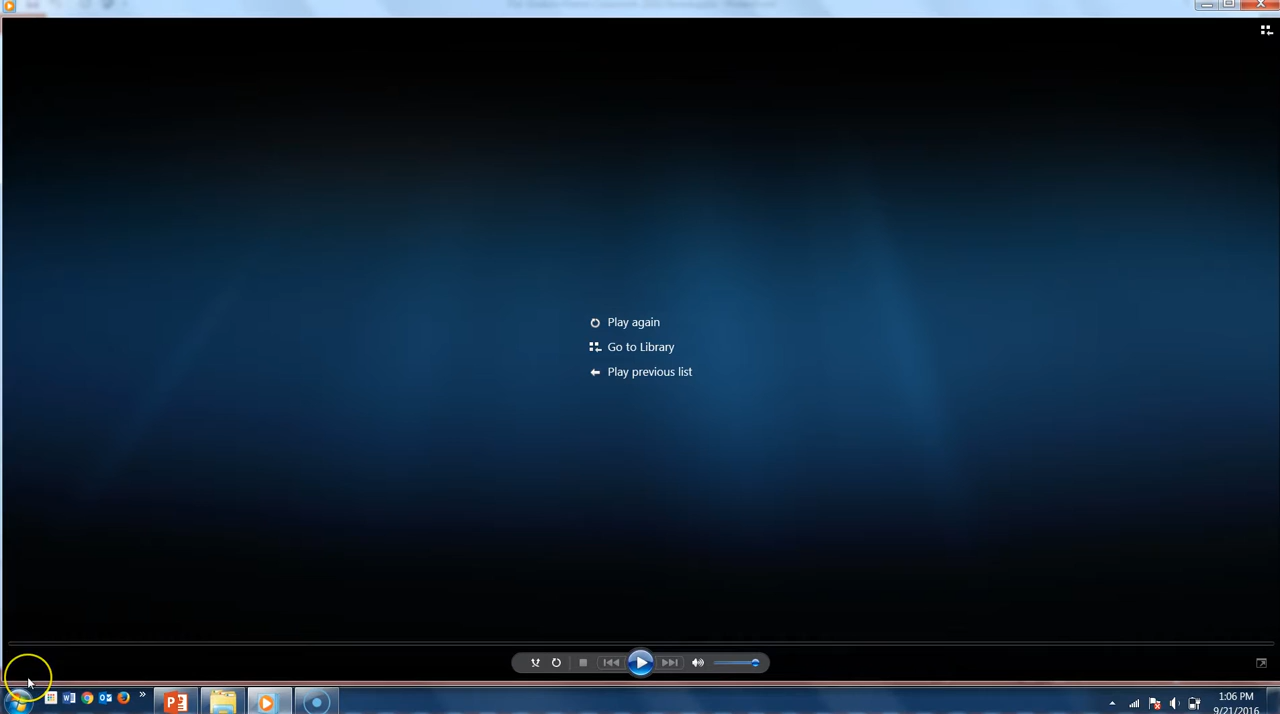 Play again
Go to Library
Play previous list
1:06 PM
9/21/2016